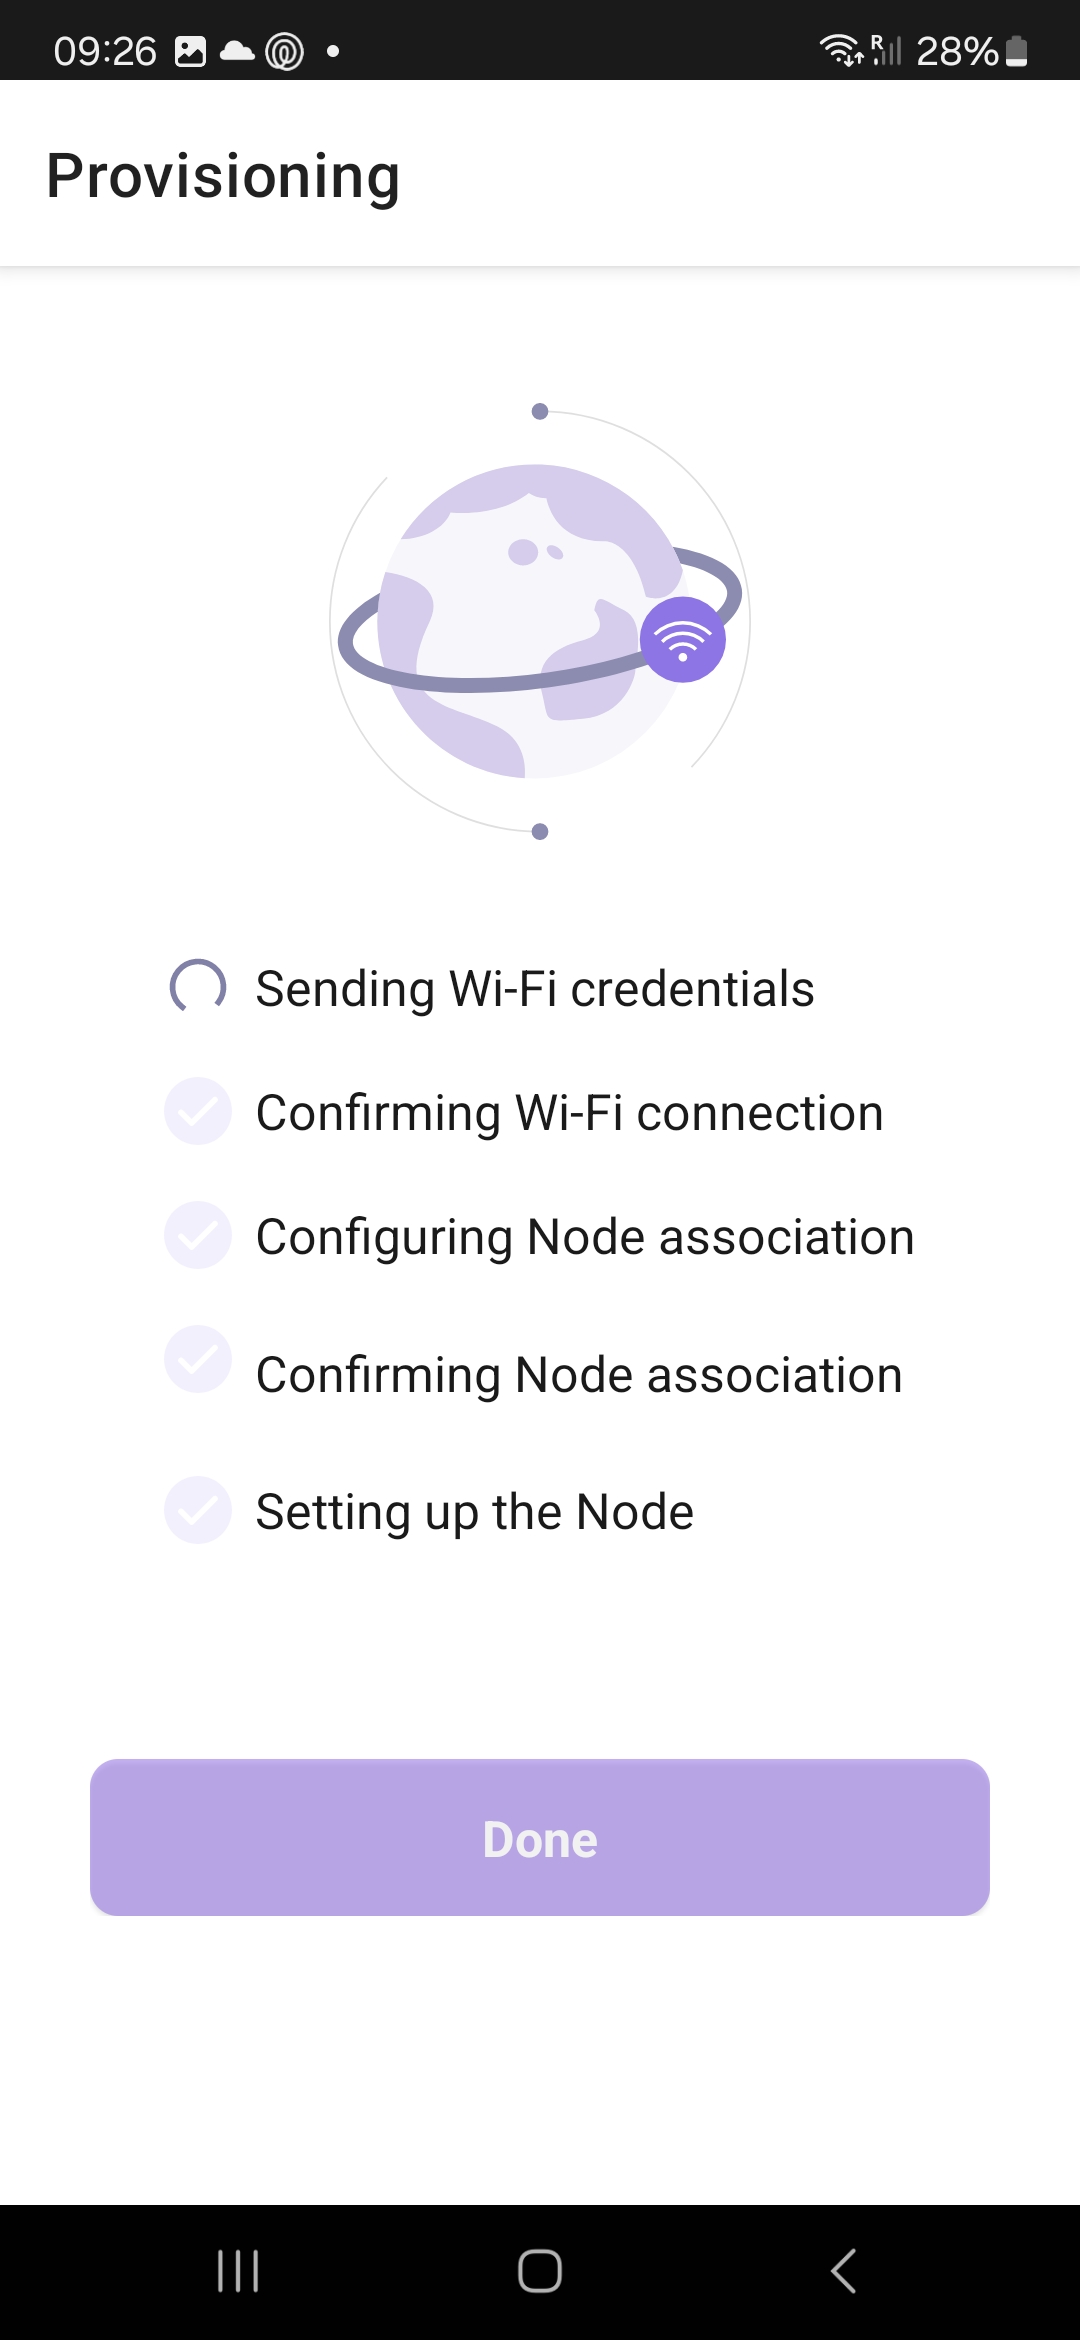 09:26
R 28%
Provisioning
Sending Wi-Fi credentials
Confirming Wi-Fi connection
Configuring Node association
Confirming Node association
Setting up the Node
Done